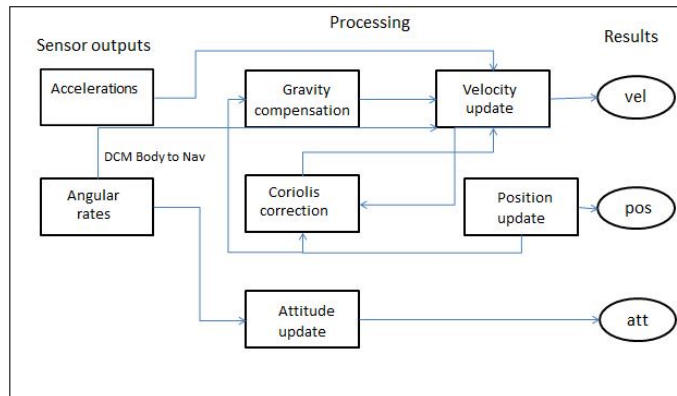 Processing
Sensor outputs
Results
Accelerations
Gravity
compensation
Velocity
update
vel
DCM Body to Nav
Angular
rates
Coriolis
correction
Position
update
pos
Attitude
update
att